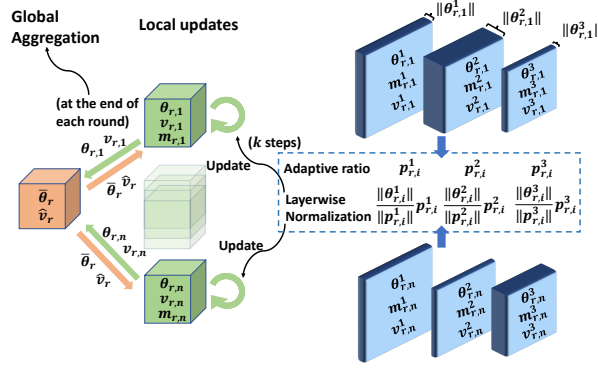 Global
Aggregation
Local updates
(at the end of
each round)
θ_{r,1}
v_{r,1}
m_{r,1}
θ_{r,1} v_{r,1}
θ̅_r v̂_r
(k steps)
Update
θ̅_r
v̂_r
θ_{r,n}
v_{r,n}
θ̅_r
v̂_r
Update
θ_{r,n}
v_{r,n}
m_{r,n}
‖θ^1_{r,1}‖ ‖θ^2_{r,1}‖ ‖θ^3_{r,1}‖
θ^1_{r,1} θ^2_{r,1} θ^3_{r,1}
m^1_{r,1} m^2_{r,1} m^3_{r,1}
v^1_{r,1} v^2_{r,1} v^3_{r,1}
Adaptive ratio p^1_{r,i} p^2_{r,i} p^3_{r,i}
Layerwise
Normalization
‖θ^1_{r,i}‖/‖p^1_{r,i}‖ p^1_{r,i} ‖θ^2_{r,i}‖/‖p^2_{r,i}‖ p^2_{r,i} ‖θ^3_{r,i}‖/‖p^3_{r,i}‖ p^3_{r,i}
θ^1_{r,n} θ^2_{r,n} θ^3_{r,n}
m^1_{r,n} m^2_{r,n} m^3_{r,n}
v^1_{r,n} v^2_{r,n} v^3_{r,n}